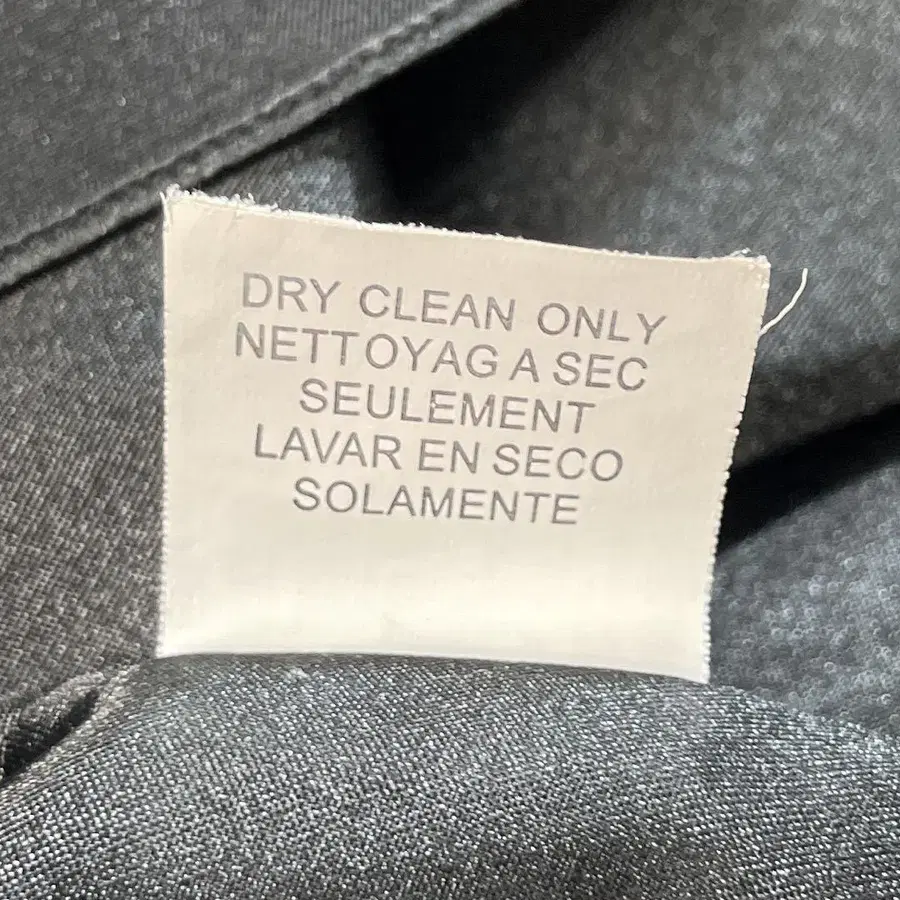 DRY CLEAN ONLY
NETTOYAG A SEC
SEULEMENT
LAVAR EN SECO
SOLAMENTE